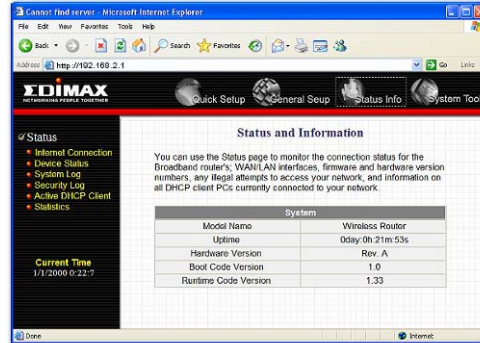 Cannot find server - Microsoft Internet Explorer
File Edit View Favorites Tools Help
Back Search Favorites
Address http://192.168.2.1 Go Links
EDIMAX
NETWORKING PEOPLE TOGETHER
Quick Setup General Seup Status Info System Tool
Status
Internet Connection
Device Status
System Log
Security Log
Active DHCP Client
Statistics
Current Time
1/1/2000 0:22:7
Status and Information
You can use the Status page to monitor the connection status for the
Broadband router's; WAN/LAN interfaces, firmware and hardware version
numbers, any illegal attempts to access your network, and information on
all DHCP client PCs currently connected to your network.
System
Model Name Wireless Router
Uptime 0day:0h:21m:53s
Hardware Version Rev. A
Boot Code Version 1.0
Runtime Code Version 1.33
Done Internet